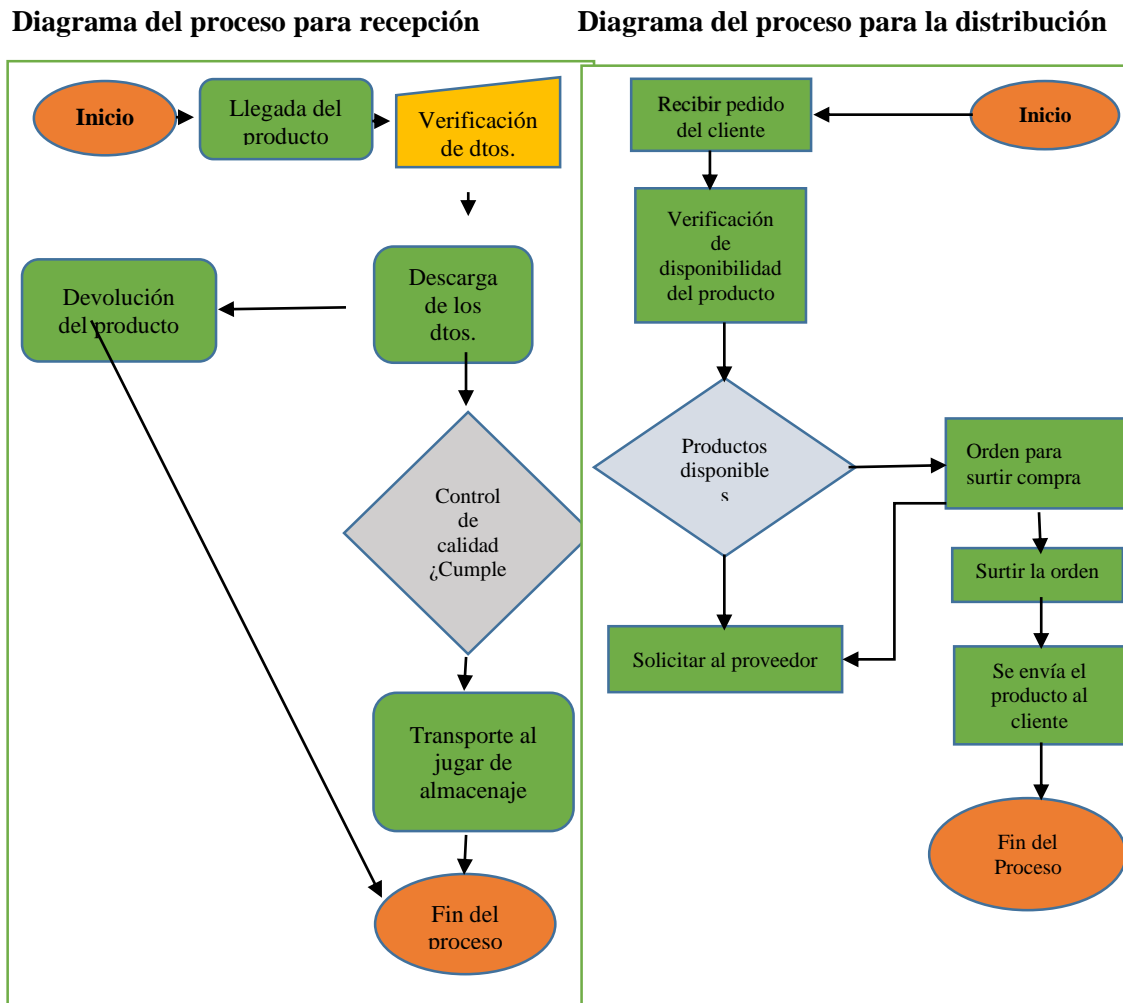 Diagrama del proceso para recepción
Diagrama del proceso para la distribución
Inicio
Llegada del
producto
Verificación
de dtos.
Devolución
del producto
Descarga
de los
dtos.
Control
de
calidad
¿Cumple
Transporte al
jugar de
almacenaje
Fin del
proceso
Inicio
Recibir pedido
del cliente
Verificación
de
disponibilidad
del producto
Productos
disponible
s
Orden para
surtir compra
Surtir la orden
Solicitar al proveedor
Se envía el
producto al
cliente
Fin del
Proceso